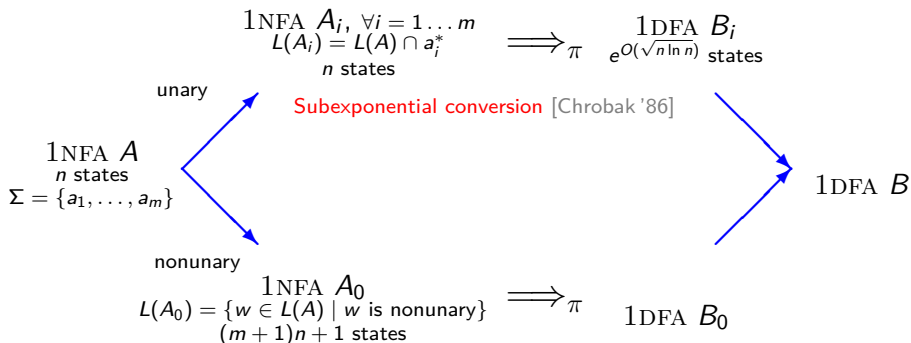 1NFA A_i, ∀i = 1 … m
L(A_i) = L(A) ∩ a_i^*
n states
⟹_π
1DFA B_i
e^{O(√(n ln n))} states
unary
Subexponential conversion [Chrobak '86]
1NFA A
n states
Σ = {a_1, …, a_m}
1DFA B
nonunary
1NFA A_0
L(A_0) = {w ∈ L(A) | w is nonunary}
(m + 1)n + 1 states
⟹_π
1DFA B_0